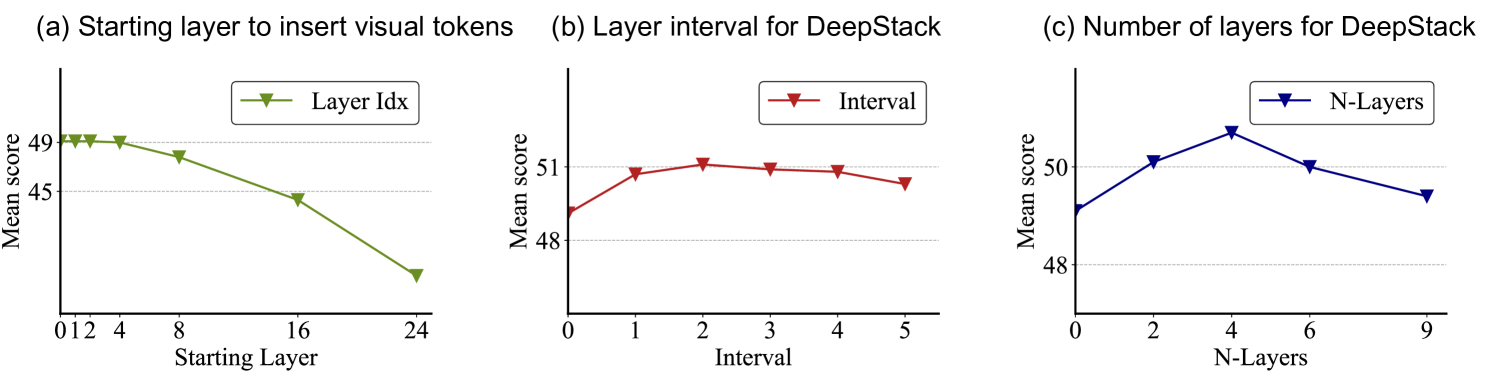 (a) Starting layer to insert visual tokens
(b) Layer interval for DeepStack
(c) Number of layers for DeepStack
Layer Idx
Mean score
49
45
0 1 2 4 8 16 24
Starting Layer
Interval
Mean score
51
48
0 1 2 3 4 5
Interval
N-Layers
Mean score
50
48
0 2 4 6 9
N-Layers